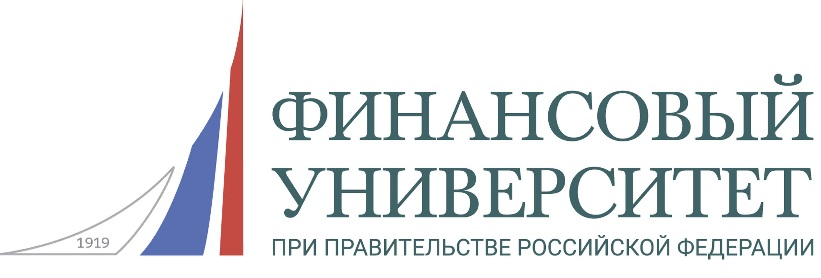 1919
ФИНАНСОВЫЙ
УНИВЕРСИТЕТ
ПРИ ПРАВИТЕЛЬСТВЕ РОССИЙСКОЙ ФЕДЕРАЦИИ